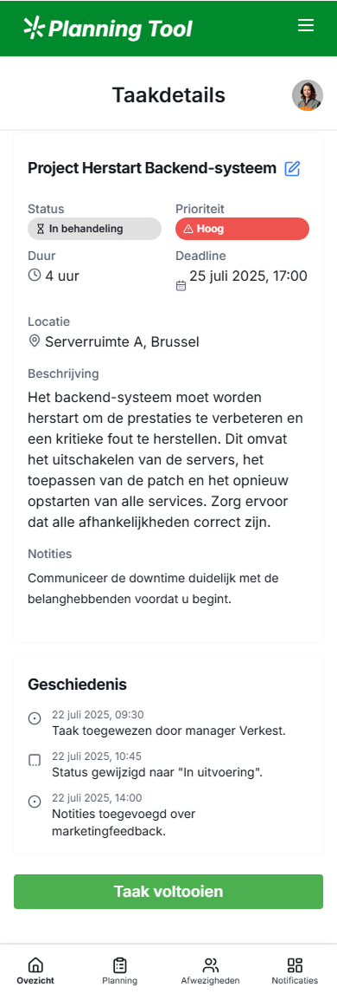 Planning Tool
Taakdetails
Project Herstart Backend-systeem
Status
Prioriteit
In behandeling
Hoog
Duur
Deadline
4 uur
25 juli 2025, 17:00
Locatie
Serverruimte A, Brussel
Beschrijving
Het backend-systeem moet worden
herstart om de prestaties te verbeteren en
een kritieke fout te herstellen. Dit omvat
het uitschakelen van de servers, het
toepassen van de patch en het opnieuw
opstarten van alle services. Zorg ervoor
dat alle afhankelijkheden correct zijn.
Notities
Communiceer de downtime duidelijk met de
belanghebbenden voordat u begint.
Geschiedenis
22 juli 2025, 09:30
Taak toegewezen door manager Verkest.
22 juli 2025, 10:45
Status gewijzigd naar "In uitvoering".
22 juli 2025, 14:00
Notities toegevoegd over
marketingfeedback.
Taak voltooien
Ovezicht
Planning
Afwezigheden
Notificaties